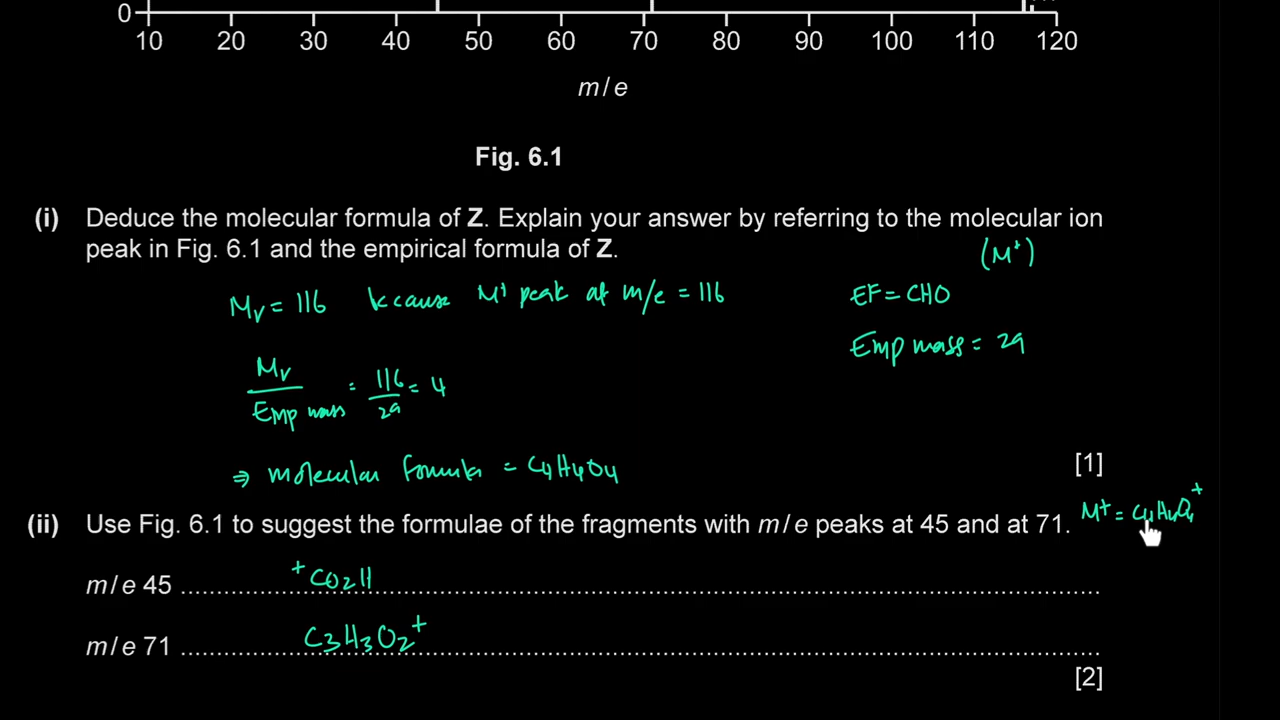 0
10 20 30 40 50 60 70 80 90 100 110 120
m / e
Fig. 6.1
(i) Deduce the molecular formula of Z. Explain your answer by referring to the molecular ion
peak in Fig. 6.1 and the empirical formula of Z.
(M⁺)
Mr = 116 because M⁺ peak at m/e = 116
EF = CHO
Emp mass = 29
Mr / Emp mass = 116 / 29 = 4
⇒ molecular formula = C4H4O4
[1]
(ii) Use Fig. 6.1 to suggest the formulae of the fragments with m / e peaks at 45 and at 71.
M⁺ = C4H4O4⁺
m / e 45 ⁺CO2H
m / e 71 C3H3O2⁺
[2]